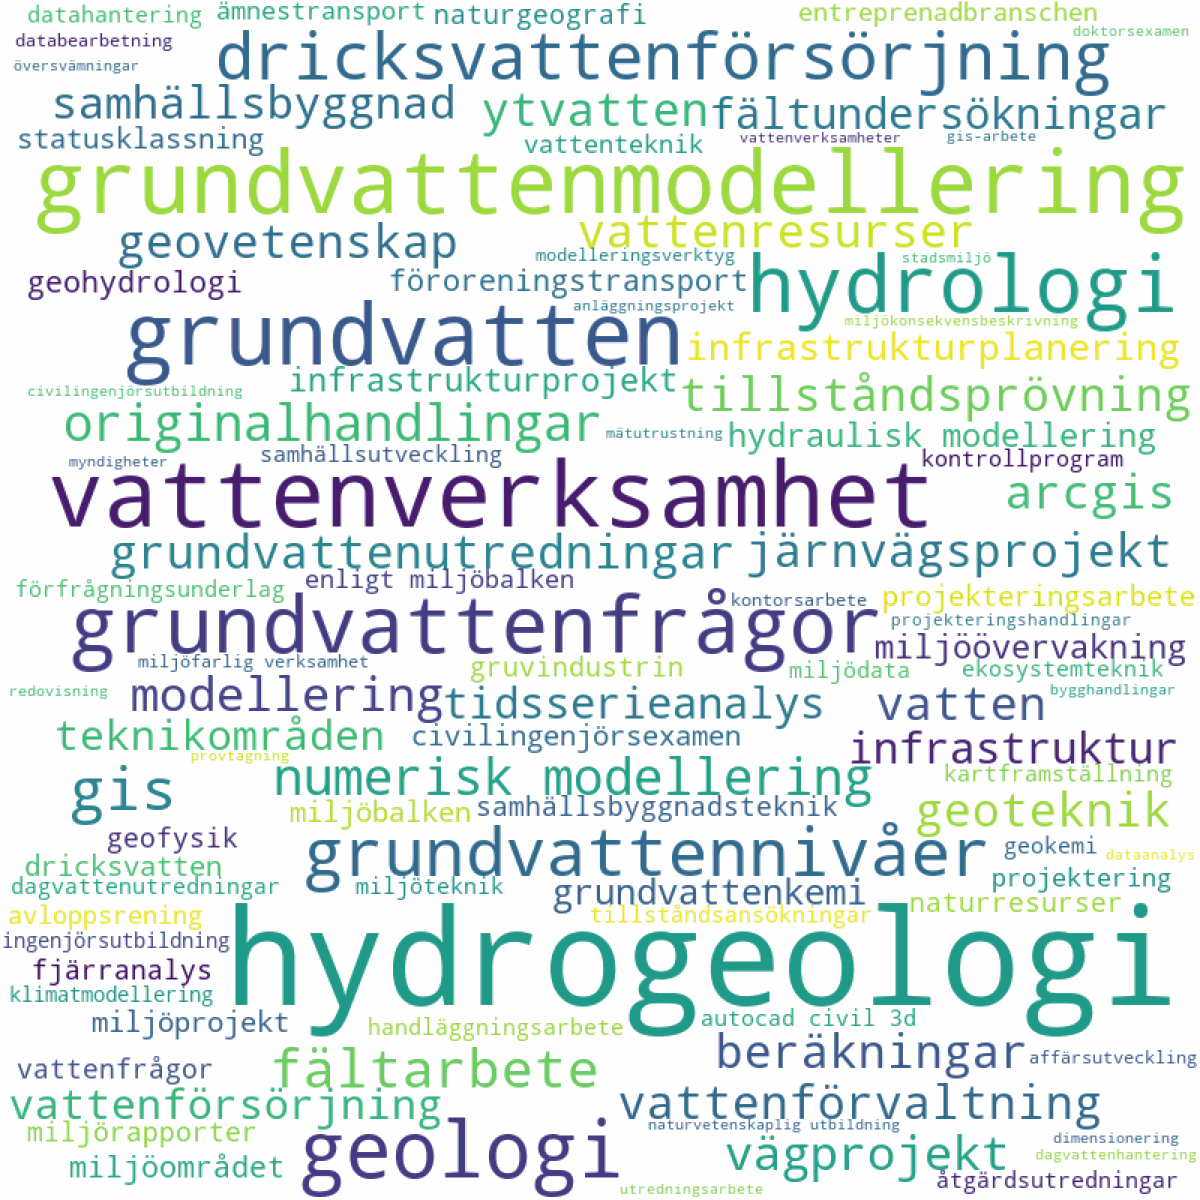 datahantering
ämnestransport
naturgeografi
entreprenadbranschen
doktorsexamen
databearbetning
dricksvattenförsörjning
översvämningar
samhällsbyggnad
ytvatten
fältundersökningar
statusklassning
vattenteknik
vattenverksamheter
gis-arbete
grundvattenmodellering
geovetenskap
vattenresurser
modelleringsverktyg
stadsmiljö
geohydrologi
föroreningstransport
hydrologi
anläggningsprojekt
grundvatten
miljökonsekvensbeskrivning
infrastrukturplanering
civilingenjörsutbildning
infrastrukturprojekt
tillståndsprövning
originalhandlingar
mätutrustning
hydraulisk modellering
myndigheter
samhällsutveckling
kontrollprogram
vattenverksamhet
arcgis
grundvattenutredningar
järnvägsprojekt
förfrågningsunderlag
enligt miljöbalken
grundvattenfrågor
kontorsarbete
projekteringsarbete
projekteringshandlingar
miljöövervakning
miljöfarlig verksamhet
gruvindustrin
miljödata
ekosystemteknik
redovisning
modellering
tidsserieanalys
vatten
bygghandlingar
teknikområden
civilingenjörsexamen
infrastruktur
provtagning
gis
numerisk modellering
kartframställning
miljöbalken
samhällsbyggnadsteknik
geoteknik
geofysik
grundvattennivåer
geokemi
dataanalys
dricksvatten
dagvattenutredningar
miljöteknik
grundvattenkemi
projektering
avloppsrening
tillståndsansökningar
naturresurser
ingenjörsutbildning
hydrogeologi
fjärranalys
klimatmodellering
miljöprojekt
handläggningsarbete
autocad civil 3d
vattenfrågor
fältarbete
beräkningar
affärsutveckling
vattenförsörjning
vattenförvaltning
miljörapporter
geologi
naturvetenskaplig utbildning
vägprojekt
dimensionering
dagvattenhantering
miljöområdet
utredningsarbete
åtgärdsutredningar